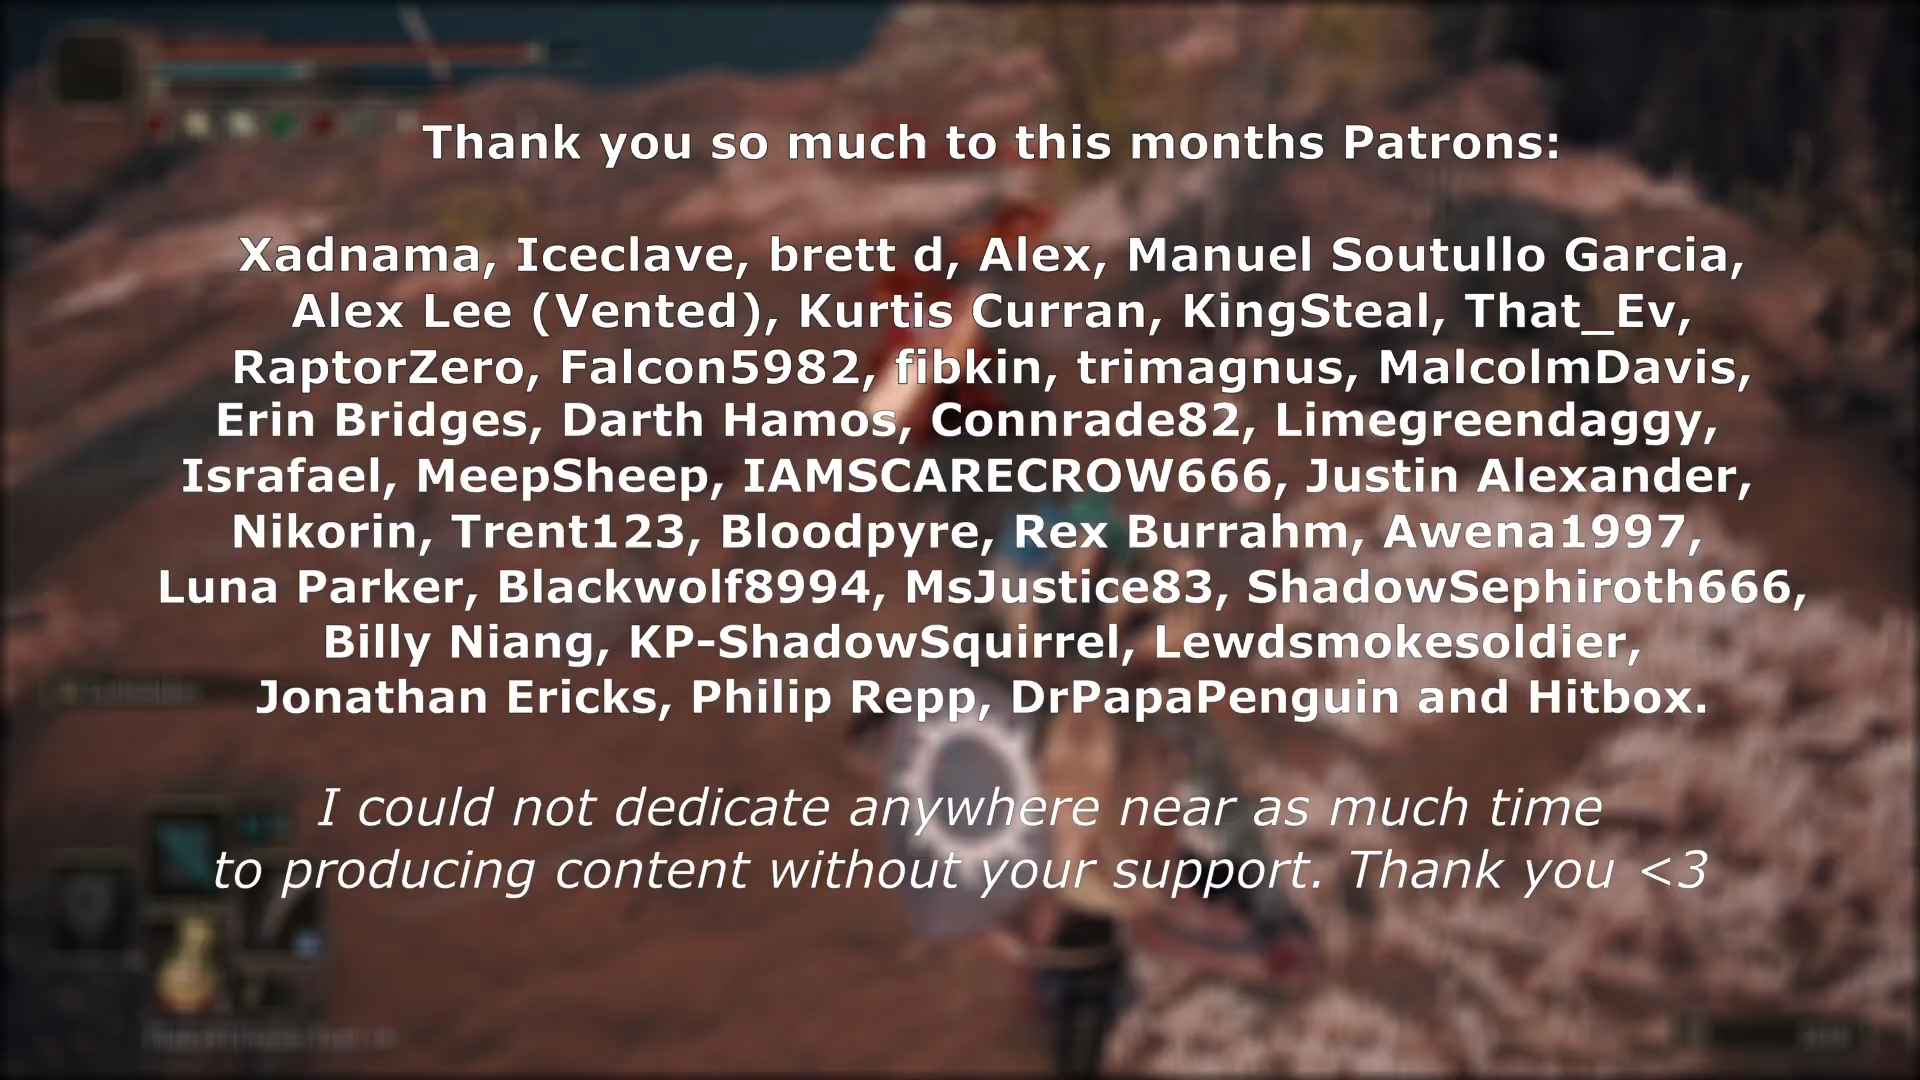 Thank you so much to this months Patrons:
Xadnama, Iceclave, brett d, Alex, Manuel Soutullo Garcia,
Alex Lee (Vented), Kurtis Curran, KingSteal, That_Ev,
RaptorZero, Falcon5982, fibkin, trimagnus, MalcolmDavis,
Erin Bridges, Darth Hamos, Connrade82, Limegreendaggy,
Israfael, MeepSheep, IAMSCARECROW666, Justin Alexander,
Nikorin, Trent123, Bloodpyre, Rex Burrahm, Awena1997,
Luna Parker, Blackwolf8994, MsJustice83, ShadowSephiroth666,
Billy Niang, KP-ShadowSquirrel, Lewdsmokesoldier,
Jonathan Ericks, Philip Repp, DrPapaPenguin and Hitbox.
I could not dedicate anywhere near as much time
to producing content without your support. Thank you <3